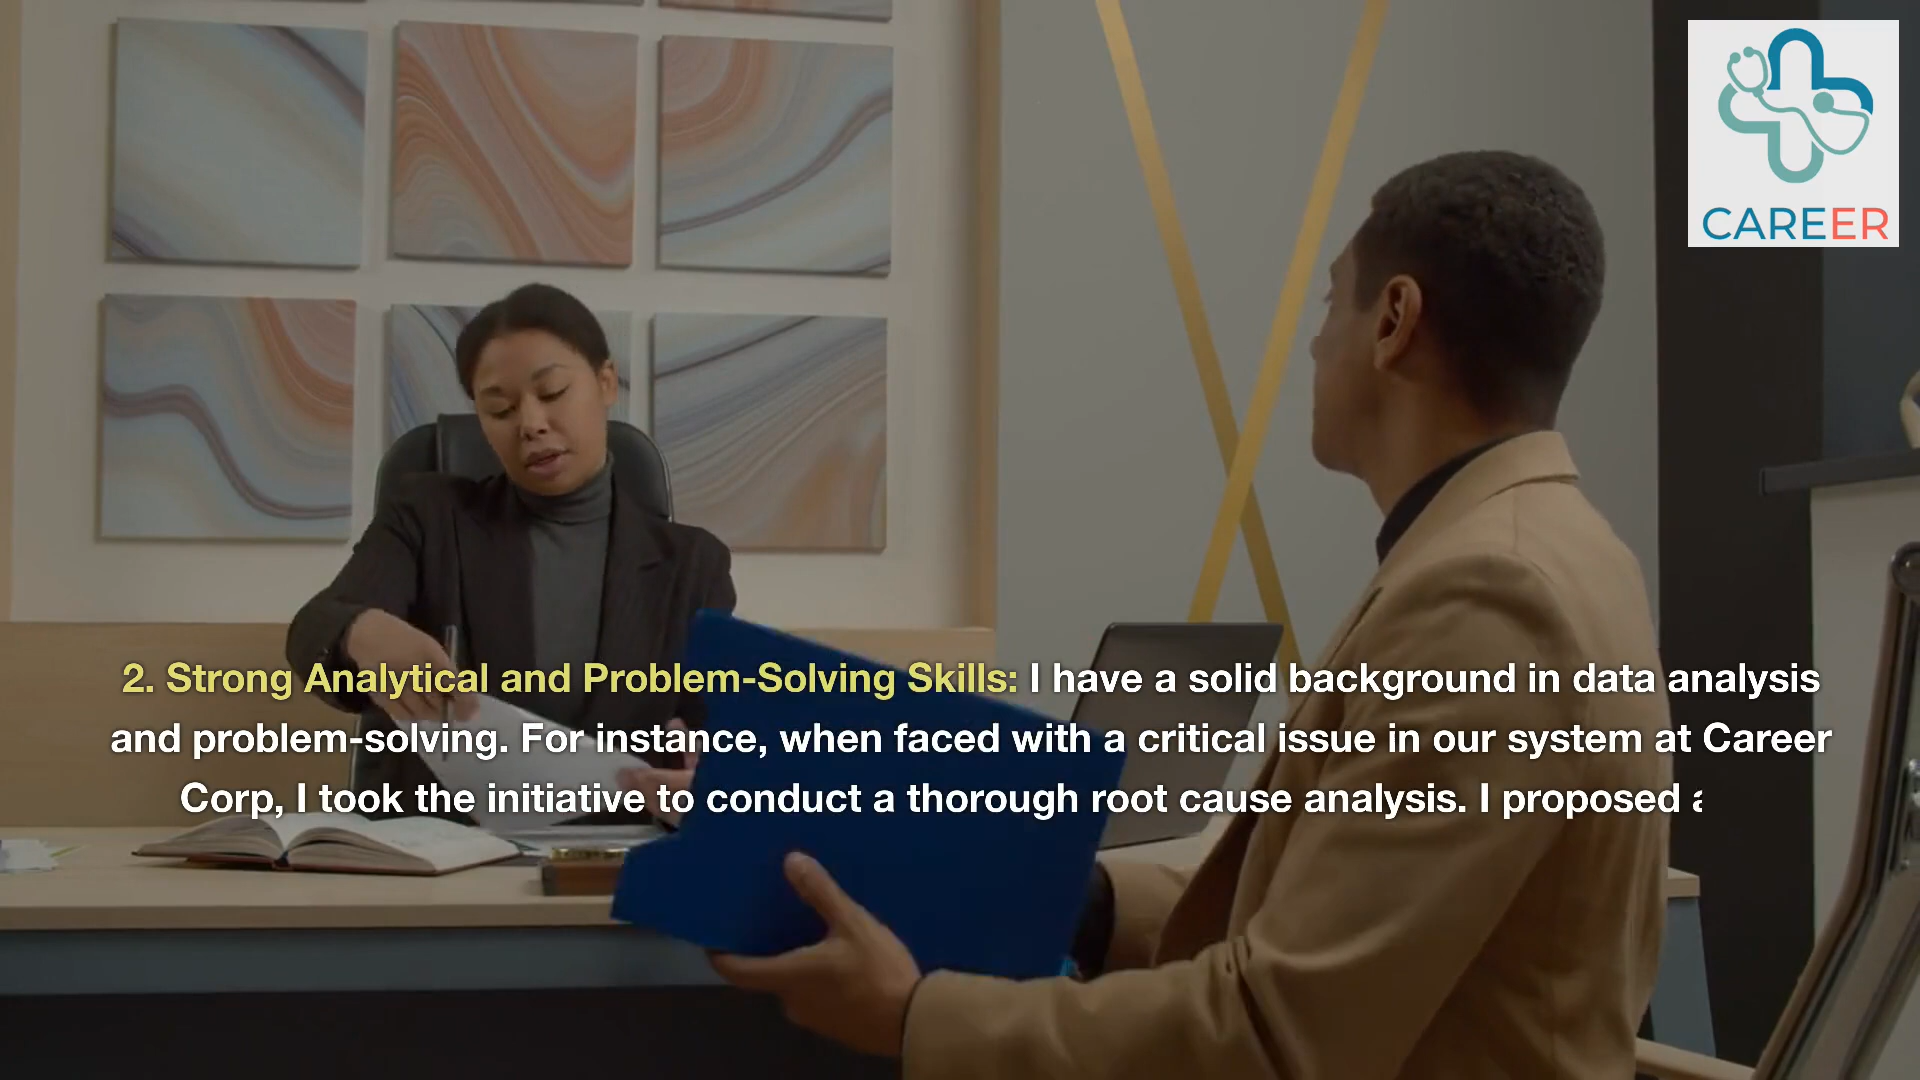 CAREER
2. Strong Analytical and Problem-Solving Skills: I have a solid background in data analysis
and problem-solving. For instance, when faced with a critical issue in our system at Career
Corp, I took the initiative to conduct a thorough root cause analysis. I proposed